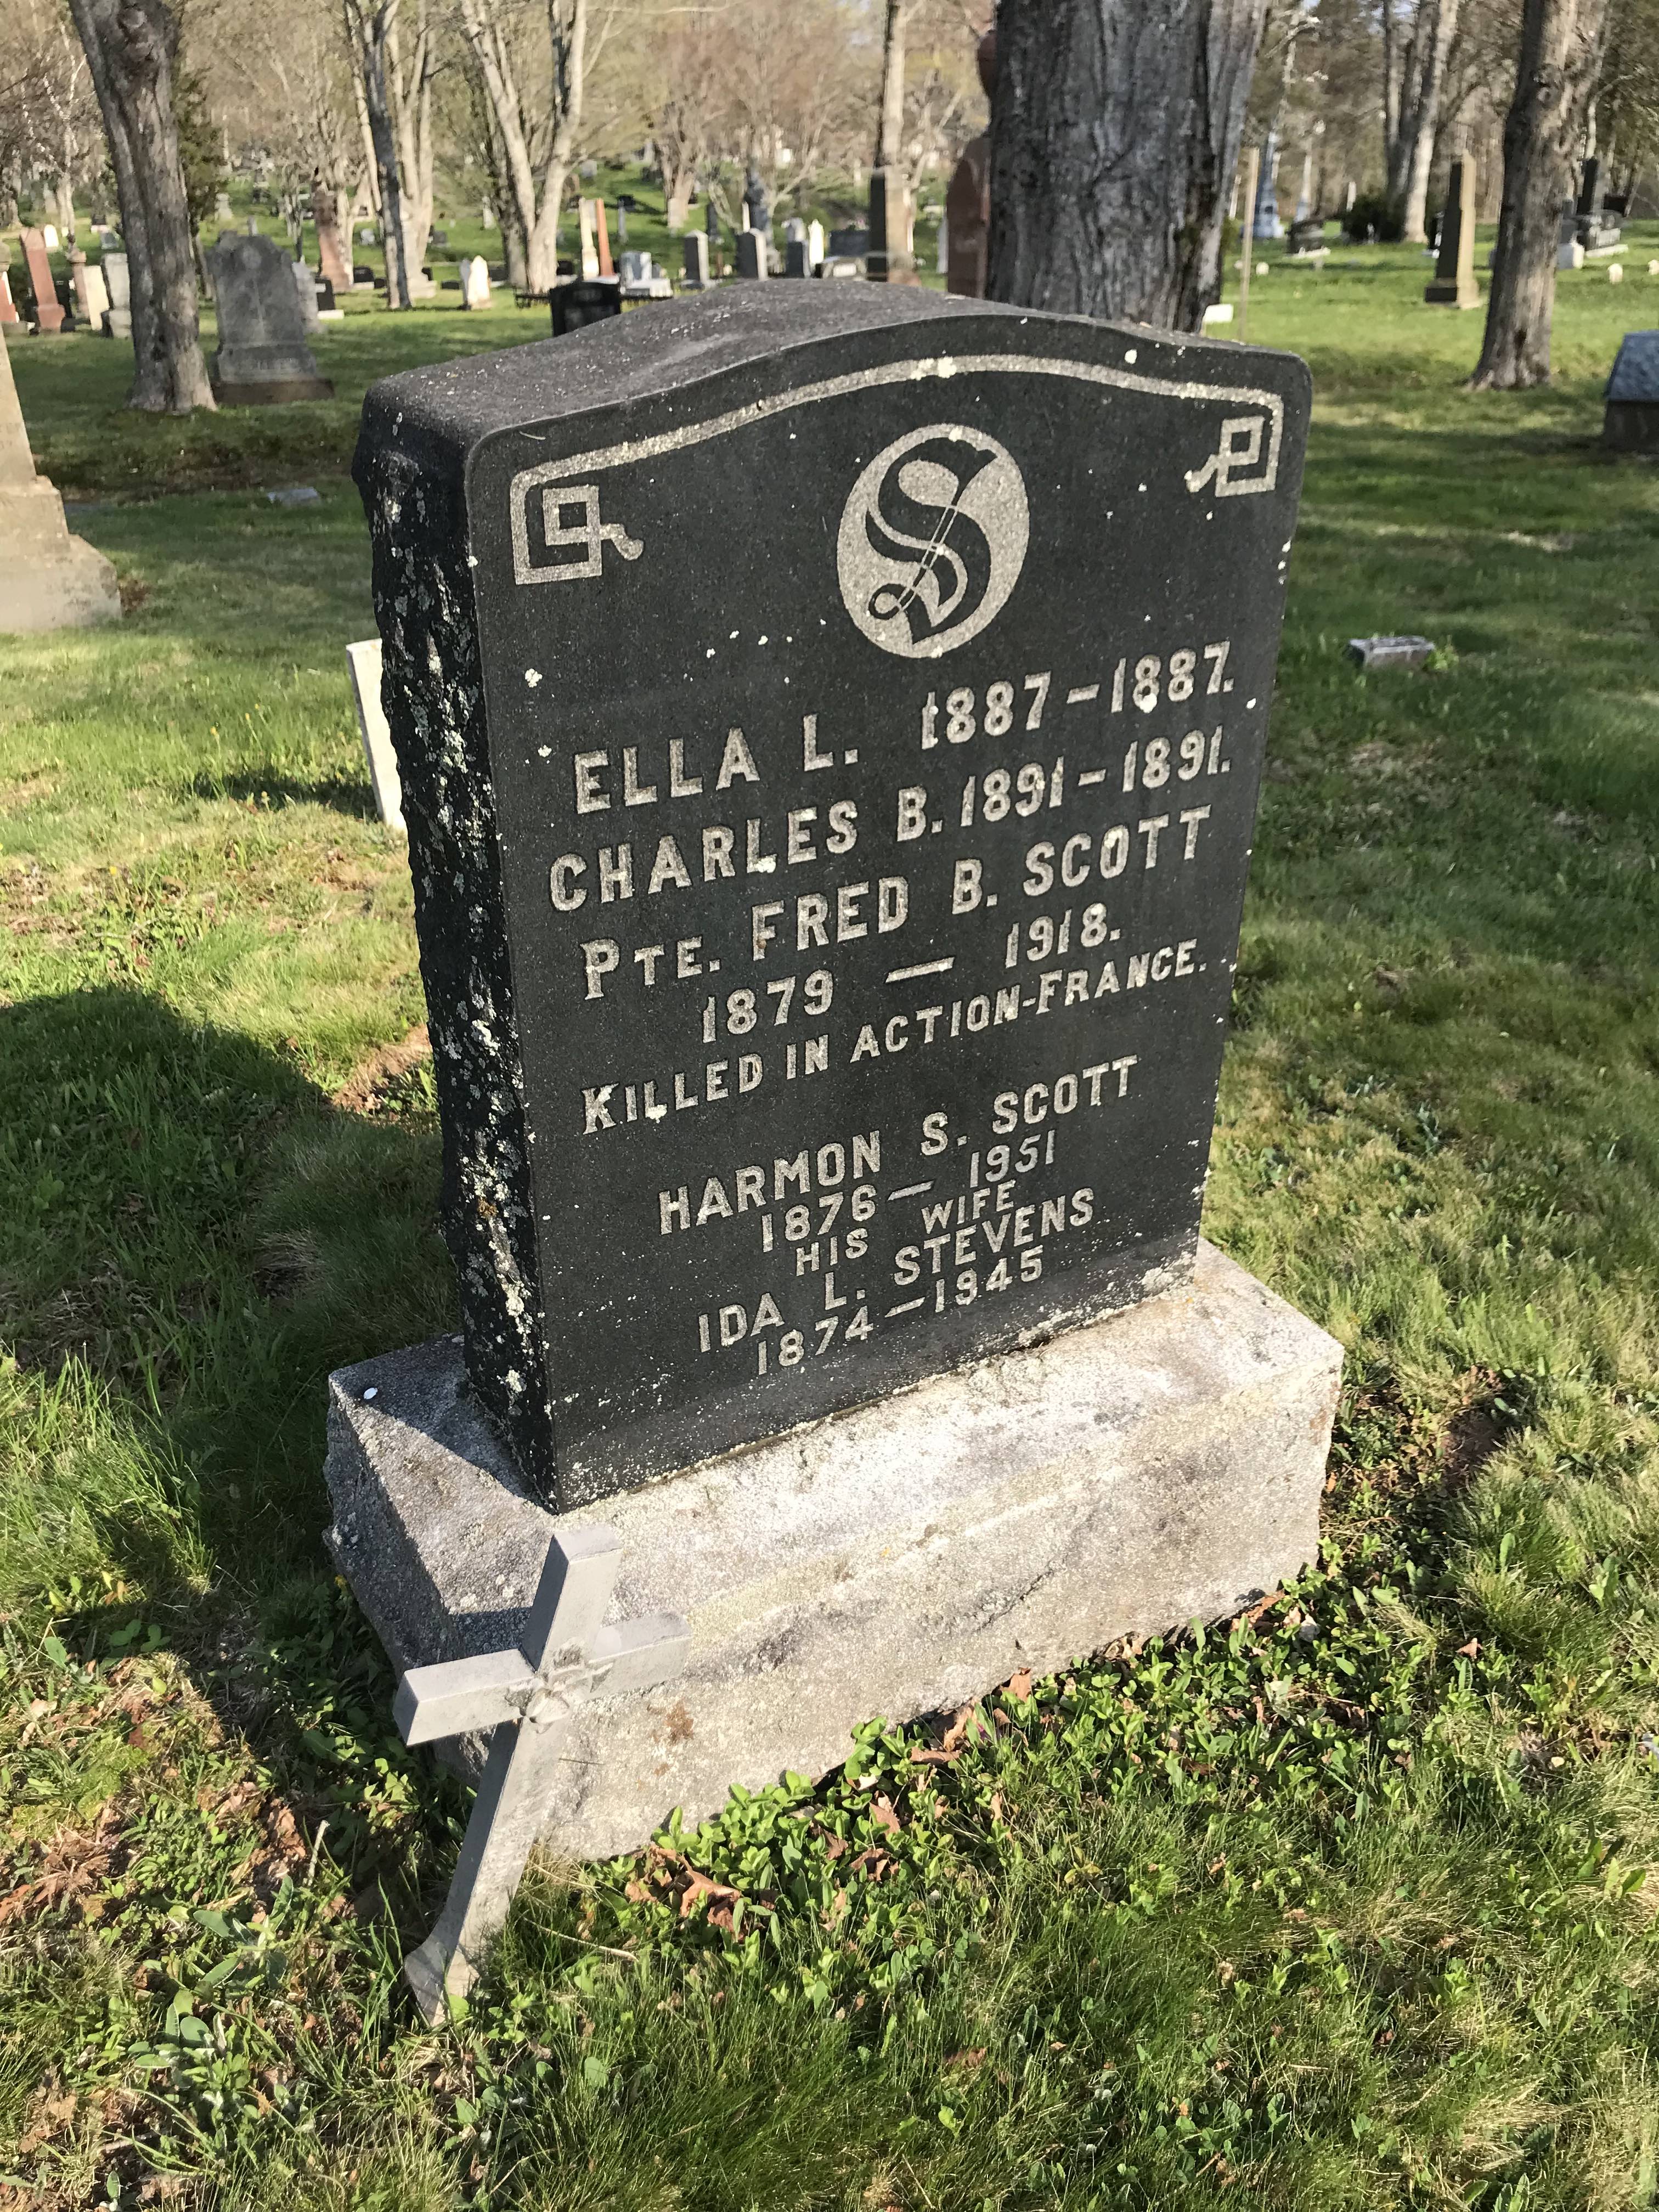 S
ELLA L. 1887-1887.
CHARLES B. 1891-1891.
PTE. FRED B. SCOTT
1879 — 1918.
KILLED IN ACTION-FRANCE.
HARMON S. SCOTT
1876 — 1951
HIS WIFE
IDA L. STEVENS
1874 — 1945